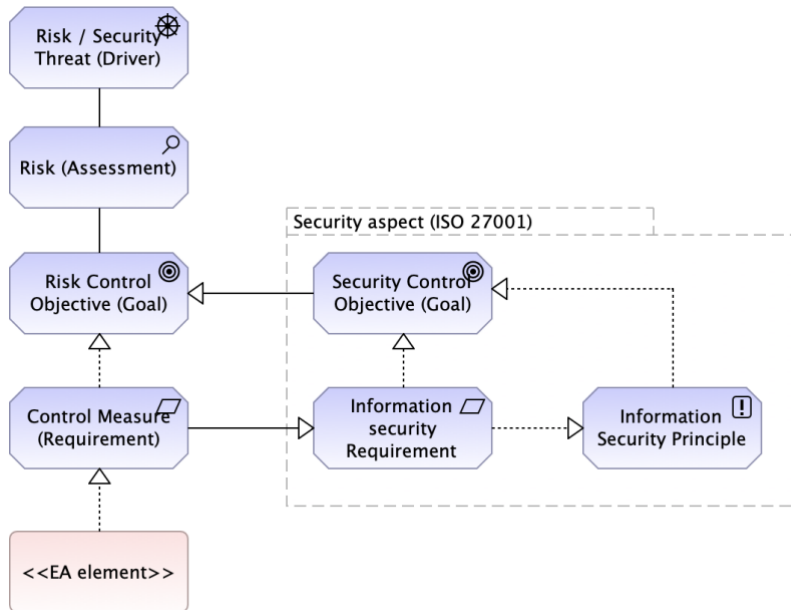 Risk / Security
Threat (Driver)
Risk (Assessment)
Security aspect (ISO 27001)
Risk Control
Objective (Goal)
Security Control
Objective (Goal)
Control Measure
(Requirement)
Information
security
Requirement
Information
Security Principle
<<EA element>>